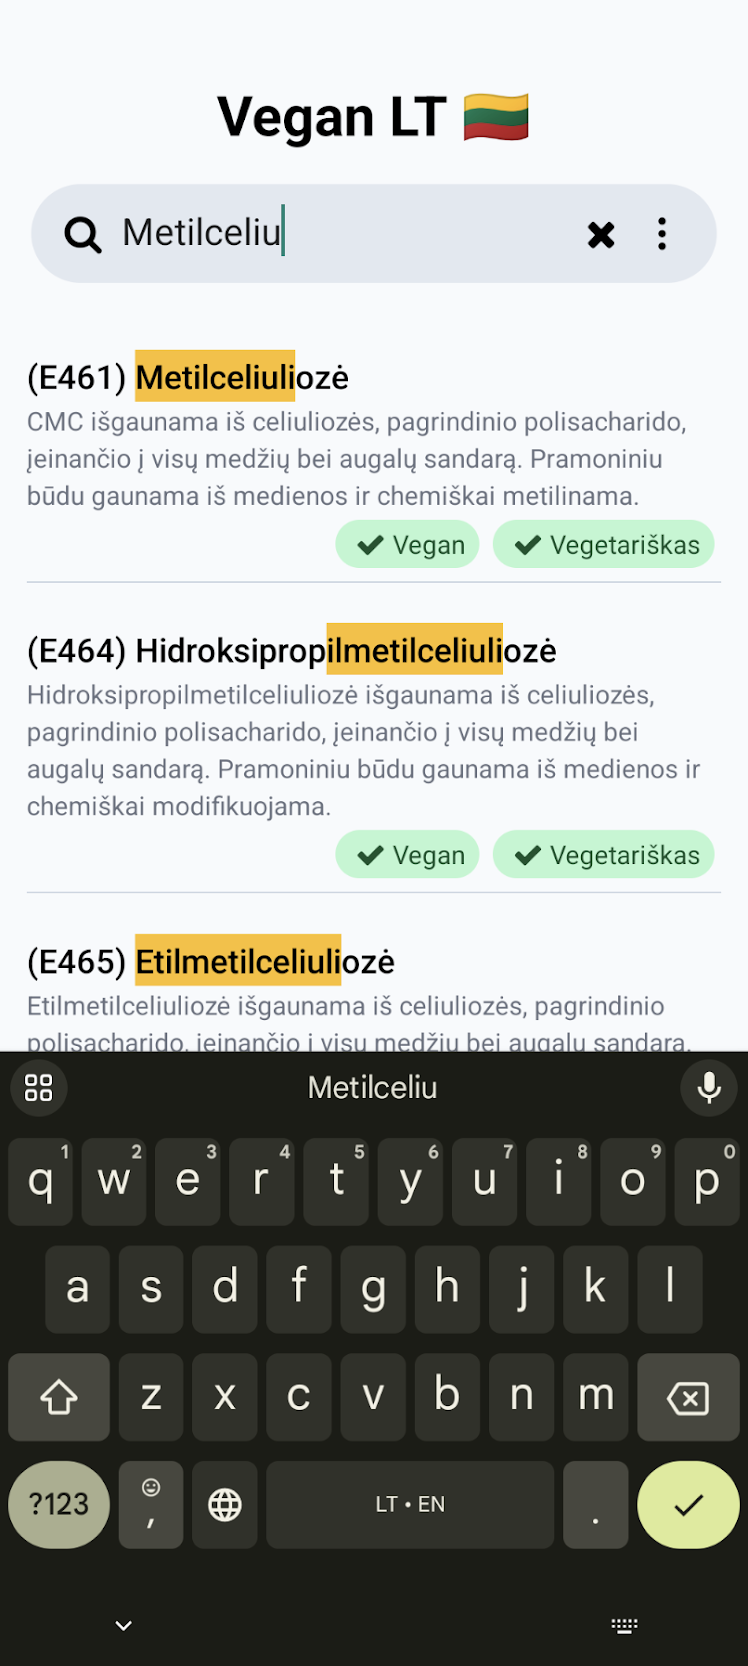 Vegan LT 🇱🇹
Metilceliu
(E461) Metilceliuliozė
CMC išgaunama iš celiuliozės, pagrindinio polisacharido,
įeinančio į visų medžių bei augalų sandarą. Pramoniniu
būdu gaunama iš medienos ir chemiškai metilinama.
Vegan Vegetariškas
(E464) Hidroksipropilmetilceliuliozė
Hidroksipropilmetilceliuliozė išgaunama iš celiuliozės,
pagrindinio polisacharido, įeinančio į visų medžių bei
augalų sandarą. Pramoniniu būdu gaunama iš medienos ir
chemiškai modifikuojama.
Vegan Vegetariškas
(E465) Etilmetilceliuliozė
Etilmetilceliuliozė išgaunama iš celiuliozės, pagrindinio
polisacharido, įeinančio į visų medžių bei augalų sandarą.
Metilceliu
1 2 3 4 5 6 7 8 9 0
q w e r t y u i o p
a s d f g h j k l
z x c v b n m
?123 , LT • EN .